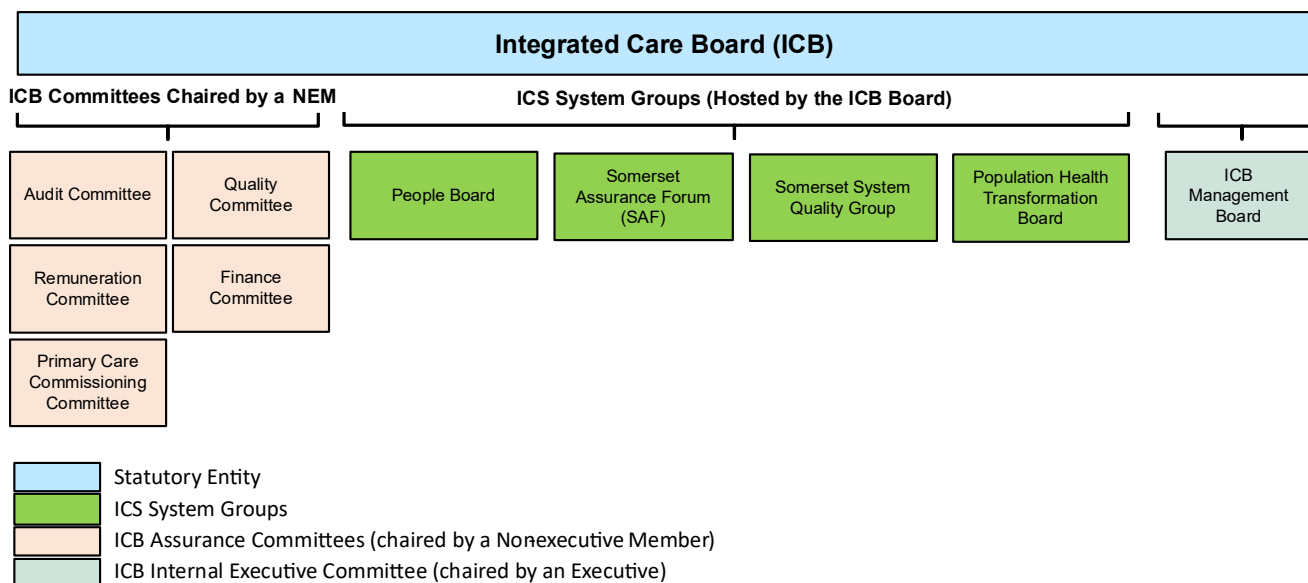 Integrated Care Board (ICB)
ICB Committees Chaired by a NEM
ICS System Groups (Hosted by the ICB Board)
Audit Committee
Quality
Committee
People Board
Somerset
Assurance Forum
(SAF)
Somerset System
Quality Group
Population Health
Transformation
Board
ICB
Management
Board
Remuneration
Committee
Finance
Committee
Primary Care
Commissioning
Committee
Statutory Entity
ICS System Groups
ICB Assurance Committees (chaired by a Non-executive Member)
ICB Internal Executive Committee (chaired by an Executive)